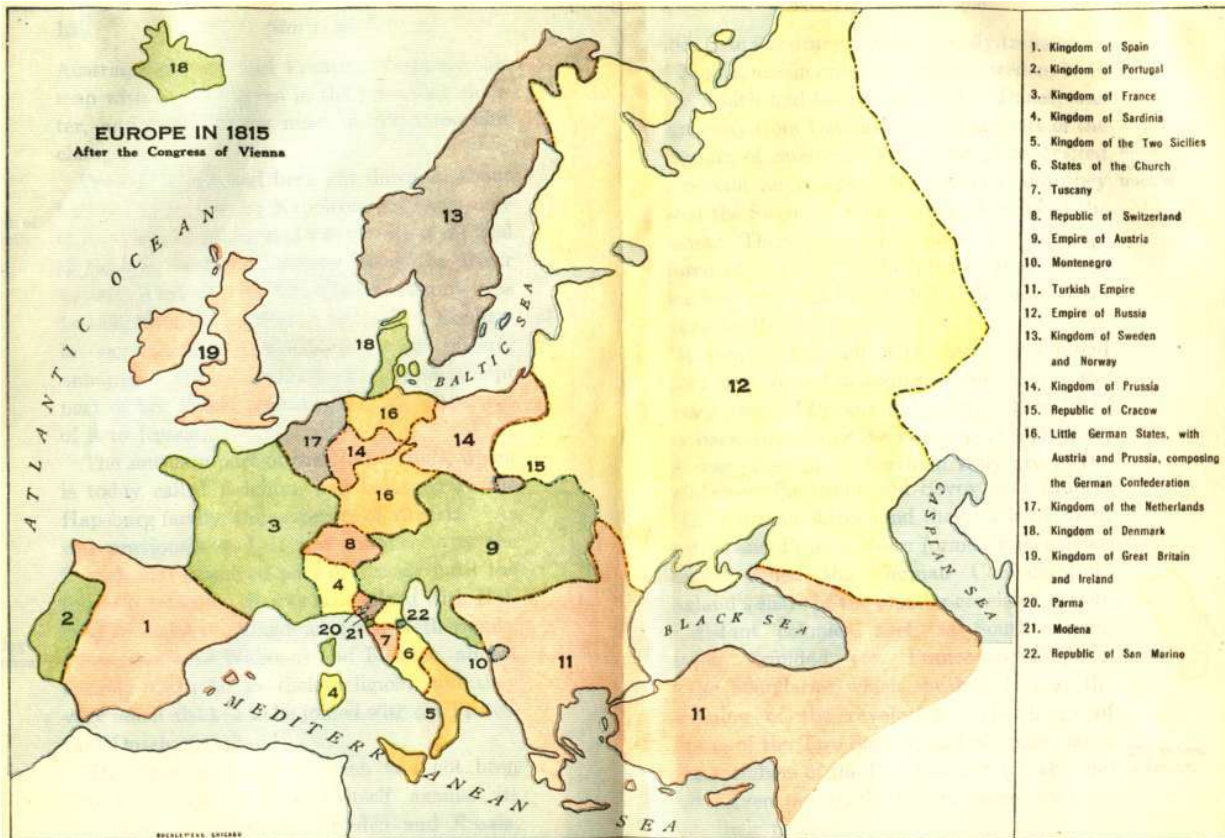 EUROPE IN 1815
After the Congress of Vienna
18
ATLANTIC OCEAN
13
BALTIC SEA
18
19
12
16
17
14
14
15
16
3
9
8
4
CASPIAN SEA
BLACK SEA
2
1
20
21
22
7
6
10
11
11
4
5
MEDITERRANEAN SEA
1. Kingdom of Spain
2. Kingdom of Portugal
3. Kingdom of France
4. Kingdom of Sardinia
5. Kingdom of the Two Sicilies
6. States of the Church
7. Tuscany
8. Republic of Switzerland
9. Empire of Austria
10. Montenegro
11. Turkish Empire
12. Empire of Russia
13. Kingdom of Sweden
and Norway
14. Kingdom of Prussia
15. Republic of Cracow
16. Little German States, with
Austria and Prussia, composing
the German Confederation
17. Kingdom of the Netherlands
18. Kingdom of Denmark
19. Kingdom of Great Britain
and Ireland
20. Parma
21. Modena
22. Republic of San Marino